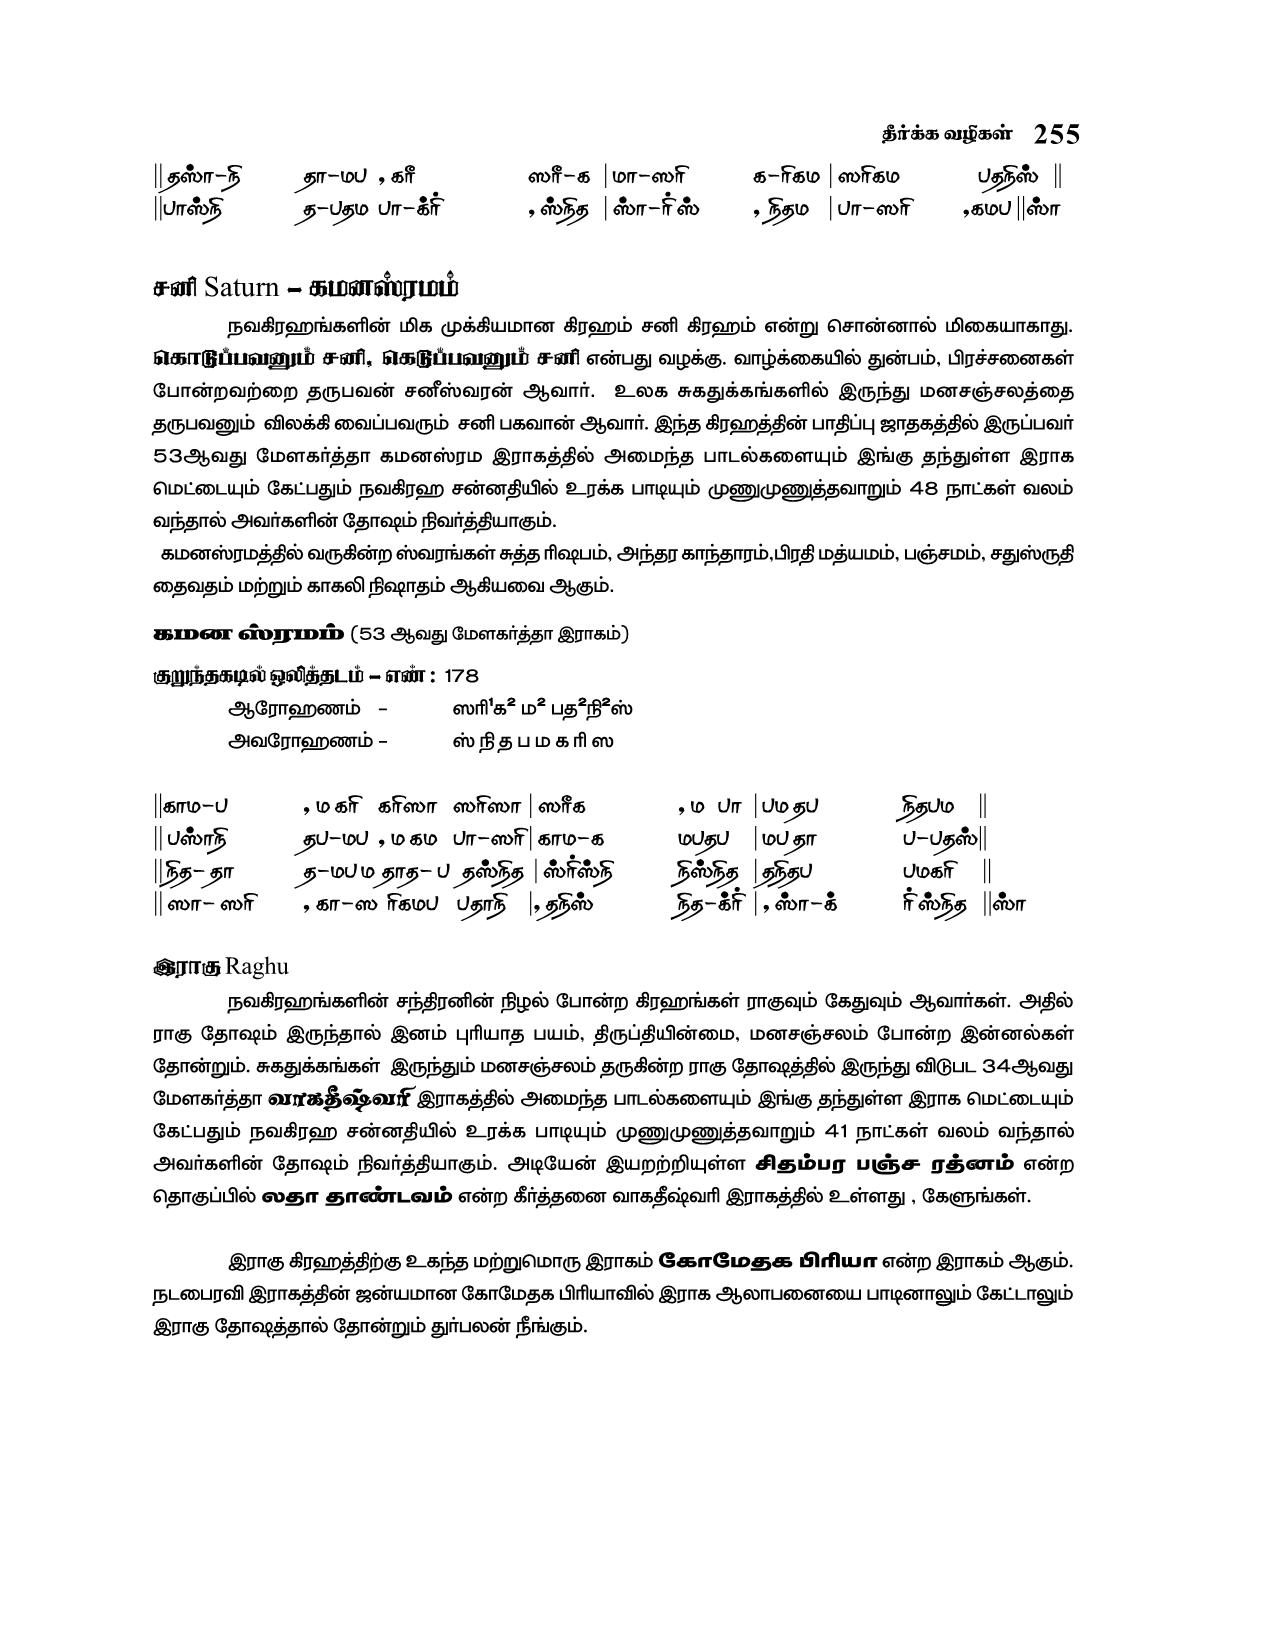 தீர்க்க வழிகள் 255
||தஸ்ா-நி தா-மப , கரீ ஸரீ-க |மா-ஸரி க-ரிகம |ஸரிகம பதநிஸ் ||
||பாஸ்நி த-பதம பா-க்ரி் , ஸ்நித |ஸ்ா-ரி்ஸ் , நிதம |பா-ஸரி ,கமப ||ஸ்ா
சனி Saturn – கமனஸ்ரமம்
நவகிரஹங்களின் மிக முக்கியமான கிரஹம் சனி கிரஹம் என்று சொன்னால் மிகையாகாது.
கொடுப்பவனும் சனி, கெடுப்பவனும் சனி என்பது வழக்கு. வாழ்க்கையில் துன்பம், பிரச்சனைகள்
போன்றவற்றை தருபவன் சனீஸ்வரன் ஆவார். உலக சுகதுக்கங்களில் இருந்து மனசஞ்சலத்தை
தருபவனும் விலக்கி வைப்பவரும் சனி பகவான் ஆவார். இந்த கிரஹத்தின் பாதிப்பு ஜாதகத்தில் இருப்பவர்
53ஆவது மேளகர்த்தா கமனஸ்ரம இராகத்தில் அமைந்த பாடல்களையும் இங்கு தந்துள்ள இராக
மெட்டையும் கேட்பதும் நவகிரஹ சன்னதியில் உரக்க பாடியும் முணுமுணுத்தவாறும் 48 நாட்கள் வலம்
வந்தால் அவர்களின் தோஷம் நிவர்த்தியாகும்.
கமனஸ்ரமத்தில் வருகின்ற ஸ்வரங்கள் சுத்த ரிஷபம், அந்தர காந்தாரம்,பிரதி மத்யமம், பஞ்சமம், சதுஸ்ருதி
தைவதம் மற்றும் காகலி நிஷாதம் ஆகியவை ஆகும்.
கமன ஸ்ரமம் (53 ஆவது மேளகர்த்தா இராகம்)
குறுந்தகடில் ஒலித்தடம் – எண் : 178
ஆரோஹணம் - ஸரி¹க² ம² பத²நி²ஸ்
அவரோஹணம் - ஸ் நி த ப ம க ரி ஸ
||காம-ப , ம கரி கரிஸா ஸரிஸா |ஸரீக , ம பா |பம தப நிதபம ||
|| பஸ்ாநி தப-மப , ம கம பா-ஸரி|காம-க மபதப |மப தா ப-பதஸ்||
||நித- தா த-மப ம தாத- ப தஸ்நித |ஸ்ரி்ஸ்நி நிஸ்நித |தநிதப பமகரி ||
|| ஸா- ஸரி , கா-ஸ ரிகமப பதாநி |, தநிஸ் நித-க்ரி் |, ஸ்ா-க் ரி்ஸ்நித ||ஸ்ா
இராகு Raghu
நவகிரஹங்களின் சந்திரனின் நிழல் போன்ற கிரஹங்கள் ராகுவும் கேதுவும் ஆவார்கள். அதில்
ராகு தோஷம் இருந்தால் இனம் புரியாத பயம், திருப்தியின்மை, மனசஞ்சலம் போன்ற இன்னல்கள்
தோன்றும். சுகதுக்கங்கள் இருந்தும் மனசஞ்சலம் தருகின்ற ராகு தோஷத்தில் இருந்து விடுபட 34ஆவது
மேளகர்த்தா வாகதீஷ்வரி இராகத்தில் அமைந்த பாடல்களையும் இங்கு தந்துள்ள இராக மெட்டையும்
கேட்பதும் நவகிரஹ சன்னதியில் உரக்க பாடியும் முணுமுணுத்தவாறும் 41 நாட்கள் வலம் வந்தால்
அவர்களின் தோஷம் நிவர்த்தியாகும். அடியேன் இயறற்றியுள்ள சிதம்பர பஞ்ச ரத்னம் என்ற
தொகுப்பில் லதா தாண்டவம் என்ற கீர்த்தனை வாகதீஷ்வரி இராகத்தில் உள்ளது , கேளுங்கள்.
இராகு கிரஹத்திற்கு உகந்த மற்றுமொரு இராகம் கோமேதக பிரியா என்ற இராகம் ஆகும்.
நடபைரவி இராகத்தின் ஜன்யமான கோமேதக பிரியாவில் இராக ஆலாபனையை பாடினாலும் கேட்டாலும்
இராகு தோஷத்தால் தோன்றும் துர்பலன் நீங்கும்.